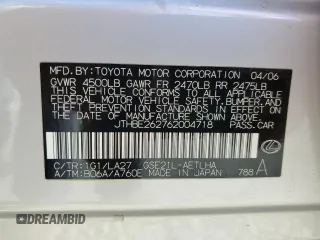 MFD.BY:TOYOTA MOTOR CORPORATION 04/06
GVWR 4500LB GAWR FR 2470LB RR 2475LB
THIS VEHICLE CONFORMS TO ALL APPLICABLE
FEDERAL MOTOR VEHICLE SAFETY, BUMPER, AND
THEFT PREVENTION STANDARDS IN EFFECT ON
THE DATE OF MANUFACTURE SHOWN ABOVE.
JTHBE262762004718 PASS.CAR
C/TR:1G1/LA27 GSE21L-AETLHA
A/TM:B06A/A760E MADE IN JAPAN 788 A
AUTOBIDMASTER